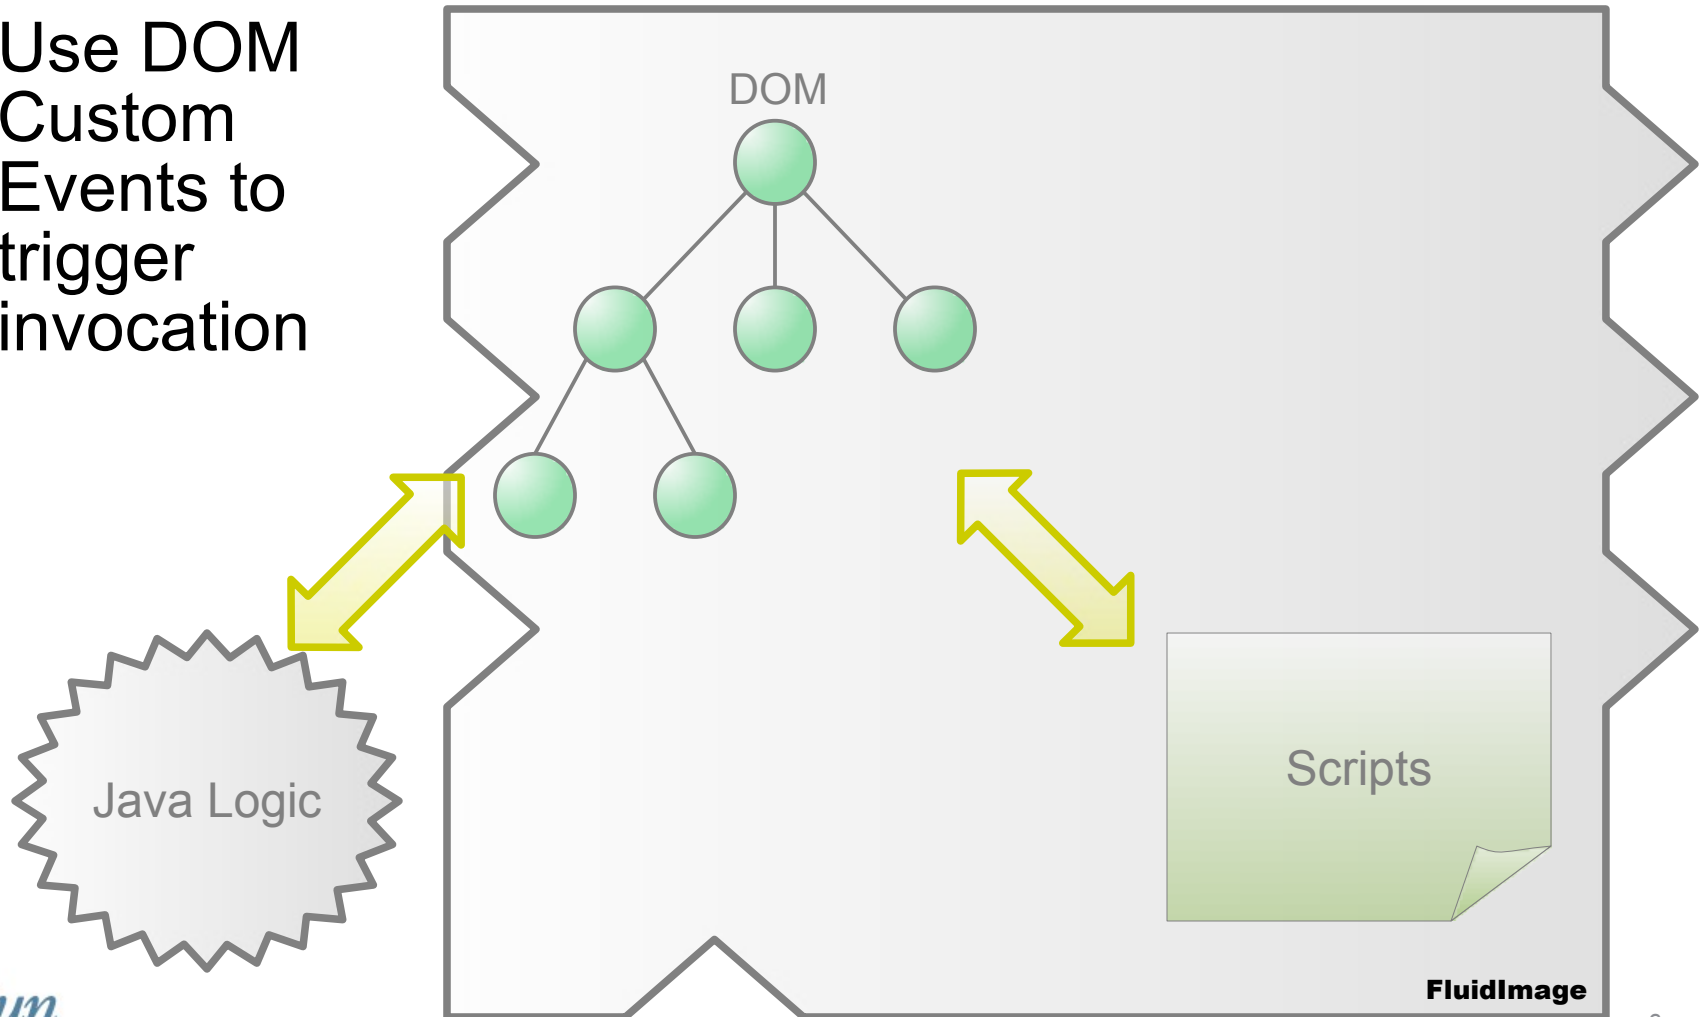 Use DOM
Custom
Events to
trigger
invocation
DOM
Java Logic
Scripts
FluidImage